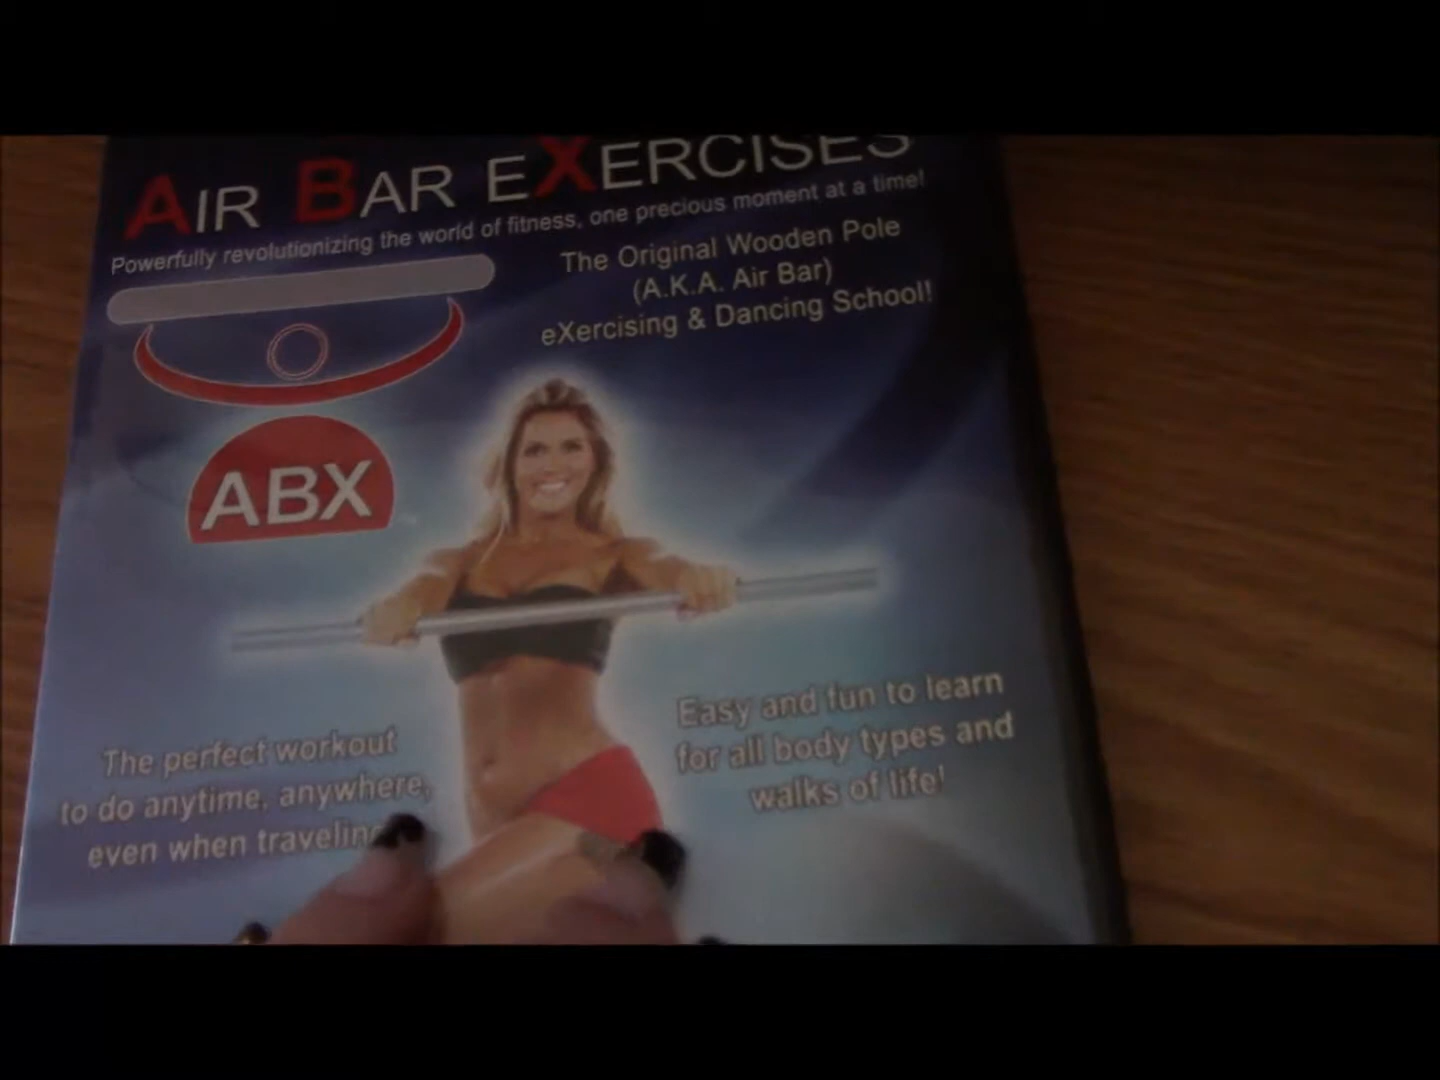 AIR BAR EXERCISES
Powerfully revolutionizing the world of fitness, one precious moment at a time!
The Original Wooden Pole
(A.K.A. Air Bar)
eXercising & Dancing School!
ABX
The perfect workout
to do anytime, anywhere,
even when traveling
Easy and fun to learn
for all body types and
walks of life!